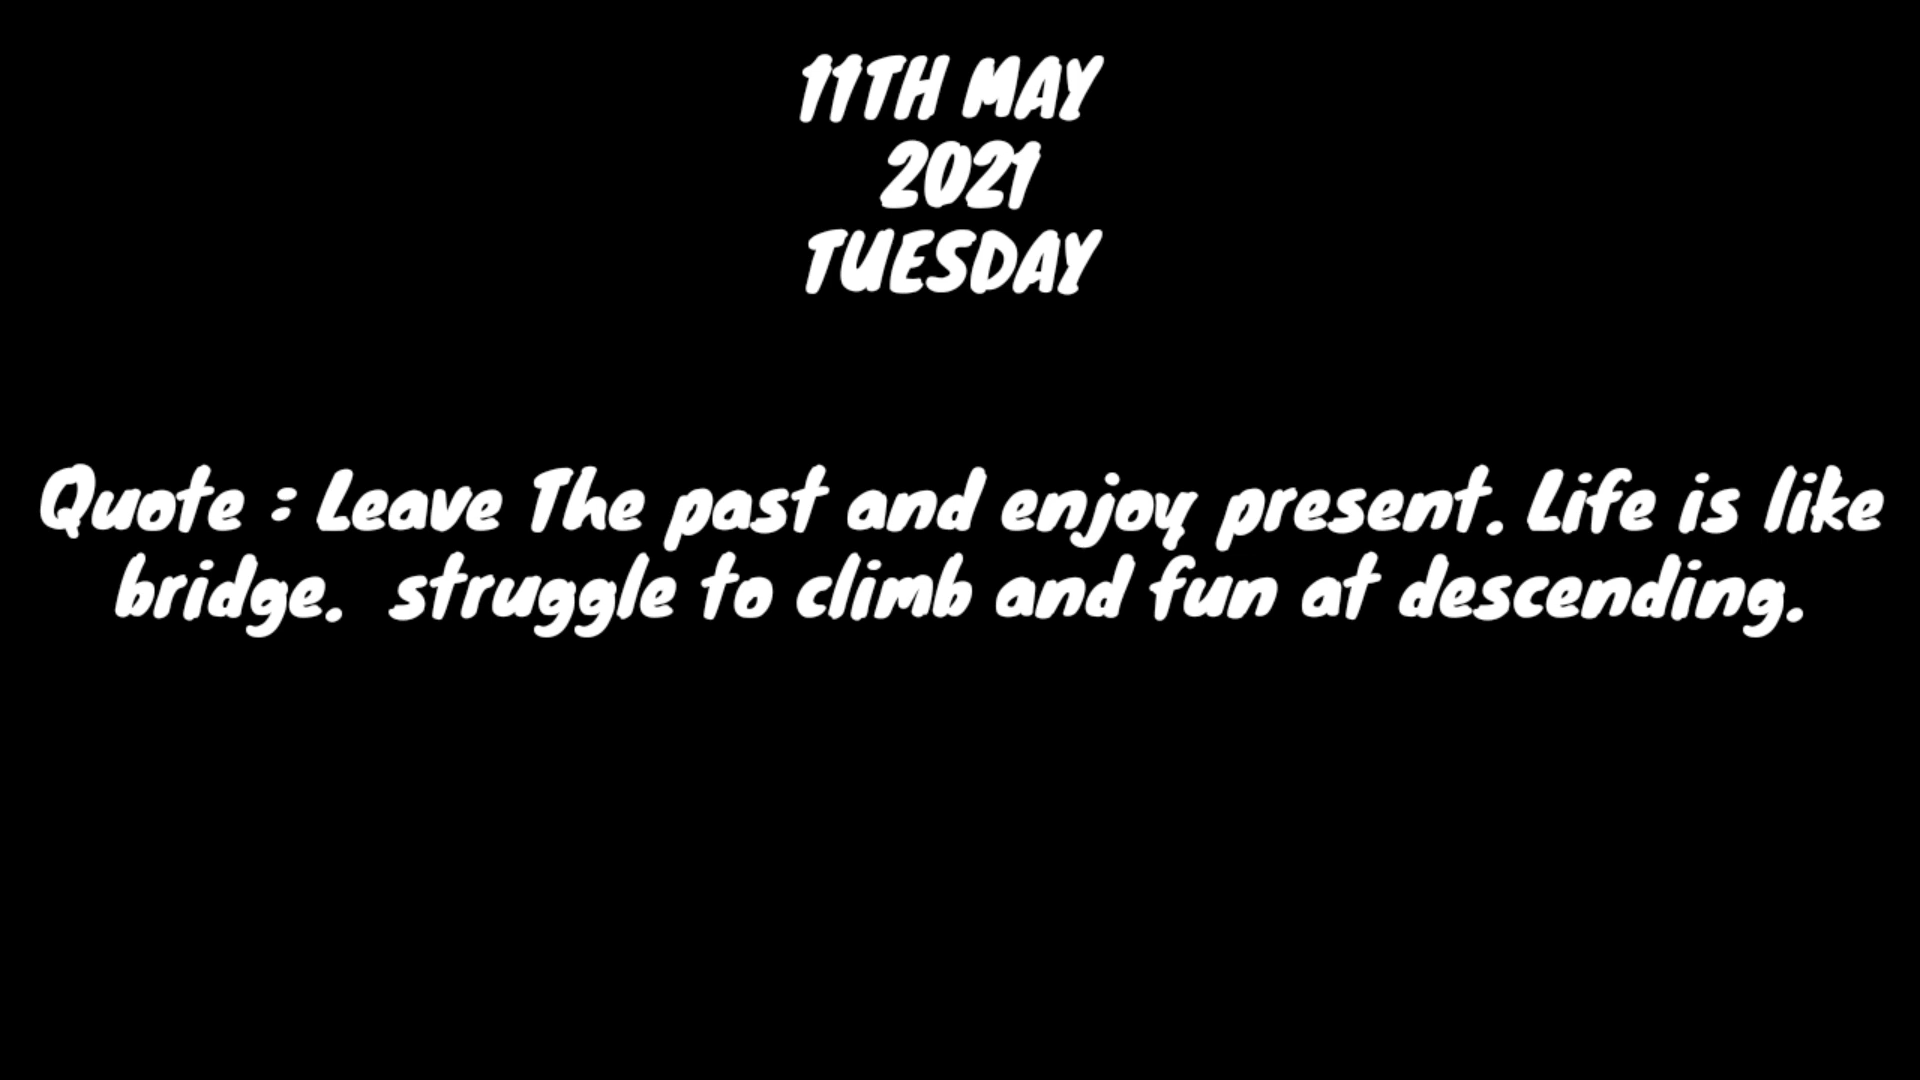 11TH MAY
2021
TUESDAY
Quote : Leave The past and enjoy present. Life is like
bridge.  struggle to climb and fun at descending.